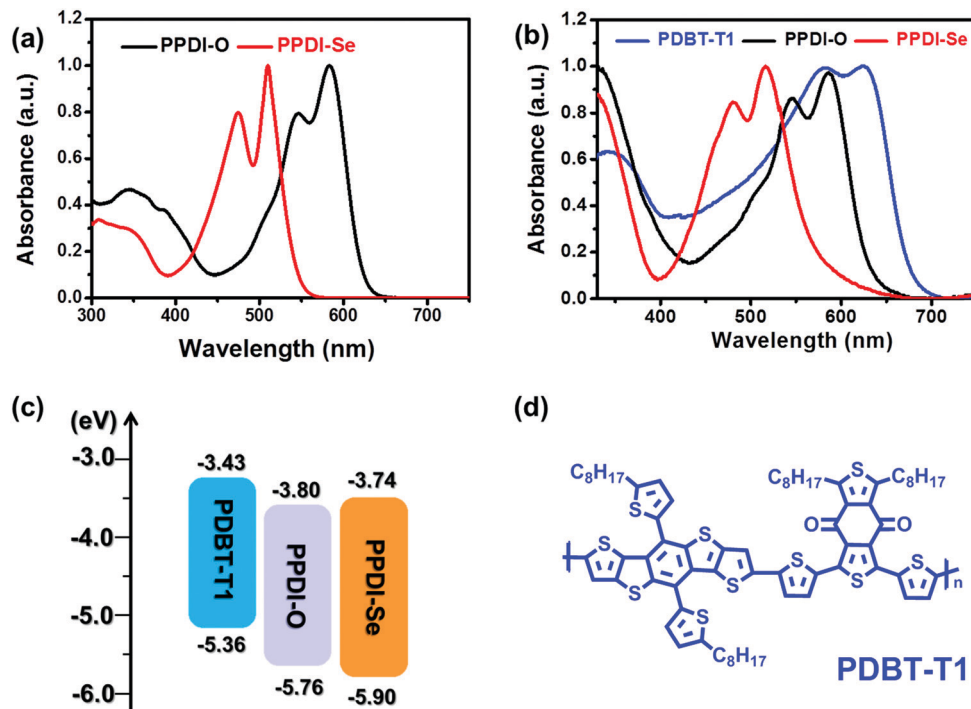 (a)
PPDI-O PPDI-Se
Absorbance (a.u.)
1.2
1.0
0.8
0.6
0.4
0.2
0.0
300 400 500 600 700
Wavelength (nm)
(b)
PDBT-T1 PPDI-O PPDI-Se
Absorbance (a.u.)
1.2
1.0
0.8
0.6
0.4
0.2
0.0
400 500 600 700
Wavelength (nm)
(c)
(eV)
-3.0
-4.0
-5.0
-6.0
-3.43
PDBT-T1
-5.36
-3.80
PPDI-O
-5.76
-3.74
PPDI-Se
-5.90
(d)
C8H17
S
S
S
S
S
C8H17
S
S
C8H17
S
C8H17
O
O
S
S
n
PDBT-T1